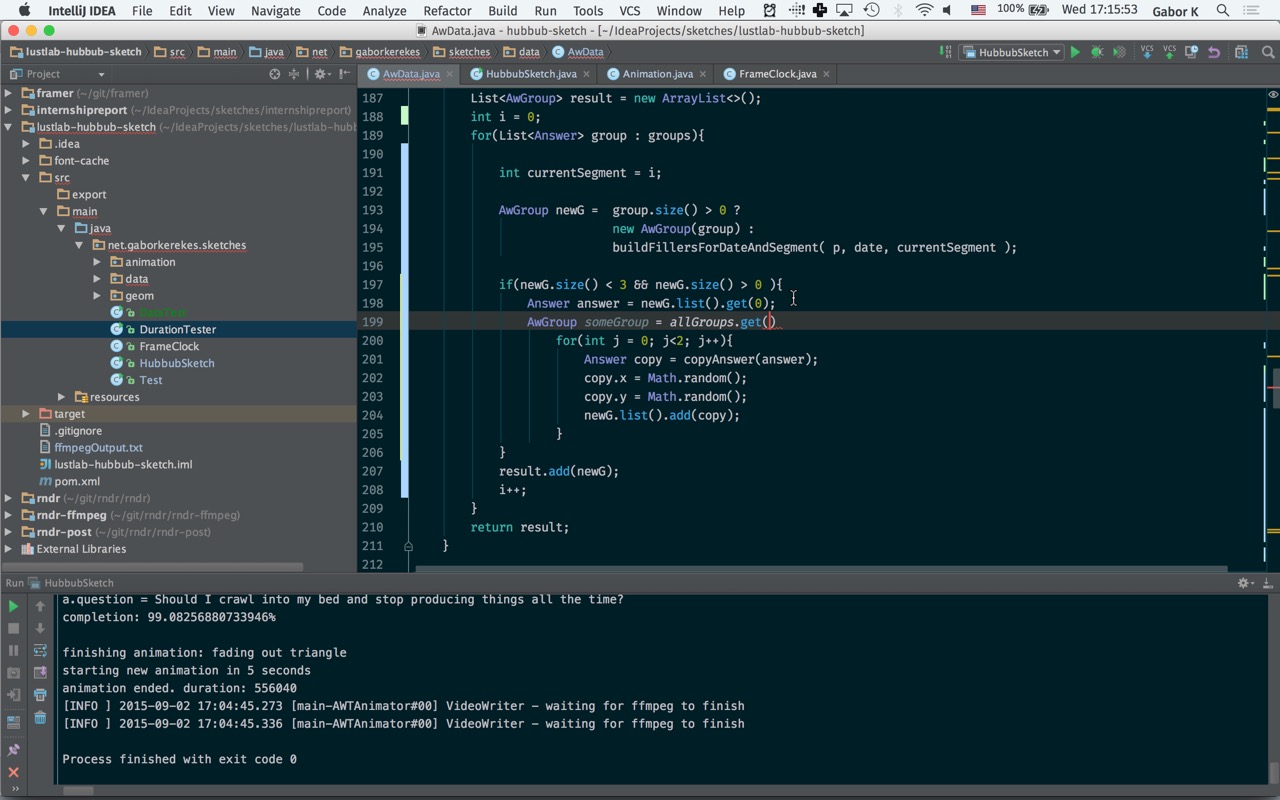 IntelliJ IDEA File Edit View Navigate Code Analyze Refactor Build Run Tools VCS Window Help 100% Wed 17:15:53 Gabor K
AwData.java - hubbub-sketch - [~/IdeaProjects/sketches/lustlab-hubbub-sketch]
lustlab-hubbub-sketch src main java net gaborkerekes sketches data AwData HubbubSketch VCS VCS
Project
AwData.java HubbubSketch.java Animation.java FrameClock.java
framer (~/git/framer)
internshipreport (~/IdeaProjects/sketches/internshipreport)
lustlab-hubbub-sketch (~/IdeaProjects/sketches/lustlab-hubb
.idea
font-cache
src
export
main
java
net.gaborkerekes.sketches
animation
data
geom
DurationTester
FrameClock
HubbubSketch
Test
resources
target
.gitignore
ffmpegOutput.txt
lustlab-hubbub-sketch.iml
pom.xml
rndr (~/git/rndr/rndr)
rndr-ffmpeg (~/git/rndr/rndr-ffmpeg)
rndr-post (~/git/rndr/rndr-post)
External Libraries
187 List<AwGroup> result = new ArrayList<>();
188 int i = 0;
189 for(List<Answer> group : groups){
190
191 int currentSegment = i;
192
193 AwGroup newG =  group.size() > 0 ?
194 new AwGroup(group) :
195 buildFillersForDateAndSegment( p, date, currentSegment );
196
197 if(newG.size() < 3 && newG.size() > 0 ){
198 Answer answer = newG.list().get(0);
199 AwGroup someGroup = allGroups.get()
200 for(int j = 0; j<2; j++){
201 Answer copy = copyAnswer(answer);
202 copy.x = Math.random();
203 copy.y = Math.random();
204 newG.list().add(copy);
205 }
206 }
207 result.add(newG);
208 i++;
209 }
210 return result;
211 }
212
Run HubbubSketch
a.question = Should I crawl into my bed and stop producing things all the time?
completion: 99.08256880733946%
finishing animation: fading out triangle
starting new animation in 5 seconds
animation ended. duration: 556040
[INFO ] 2015-09-02 17:04:45.273 [main-AWTAnimator#00] VideoWriter - waiting for ffmpeg to finish
[INFO ] 2015-09-02 17:04:45.336 [main-AWTAnimator#00] VideoWriter - waiting for ffmpeg to finish
Process finished with exit code 0